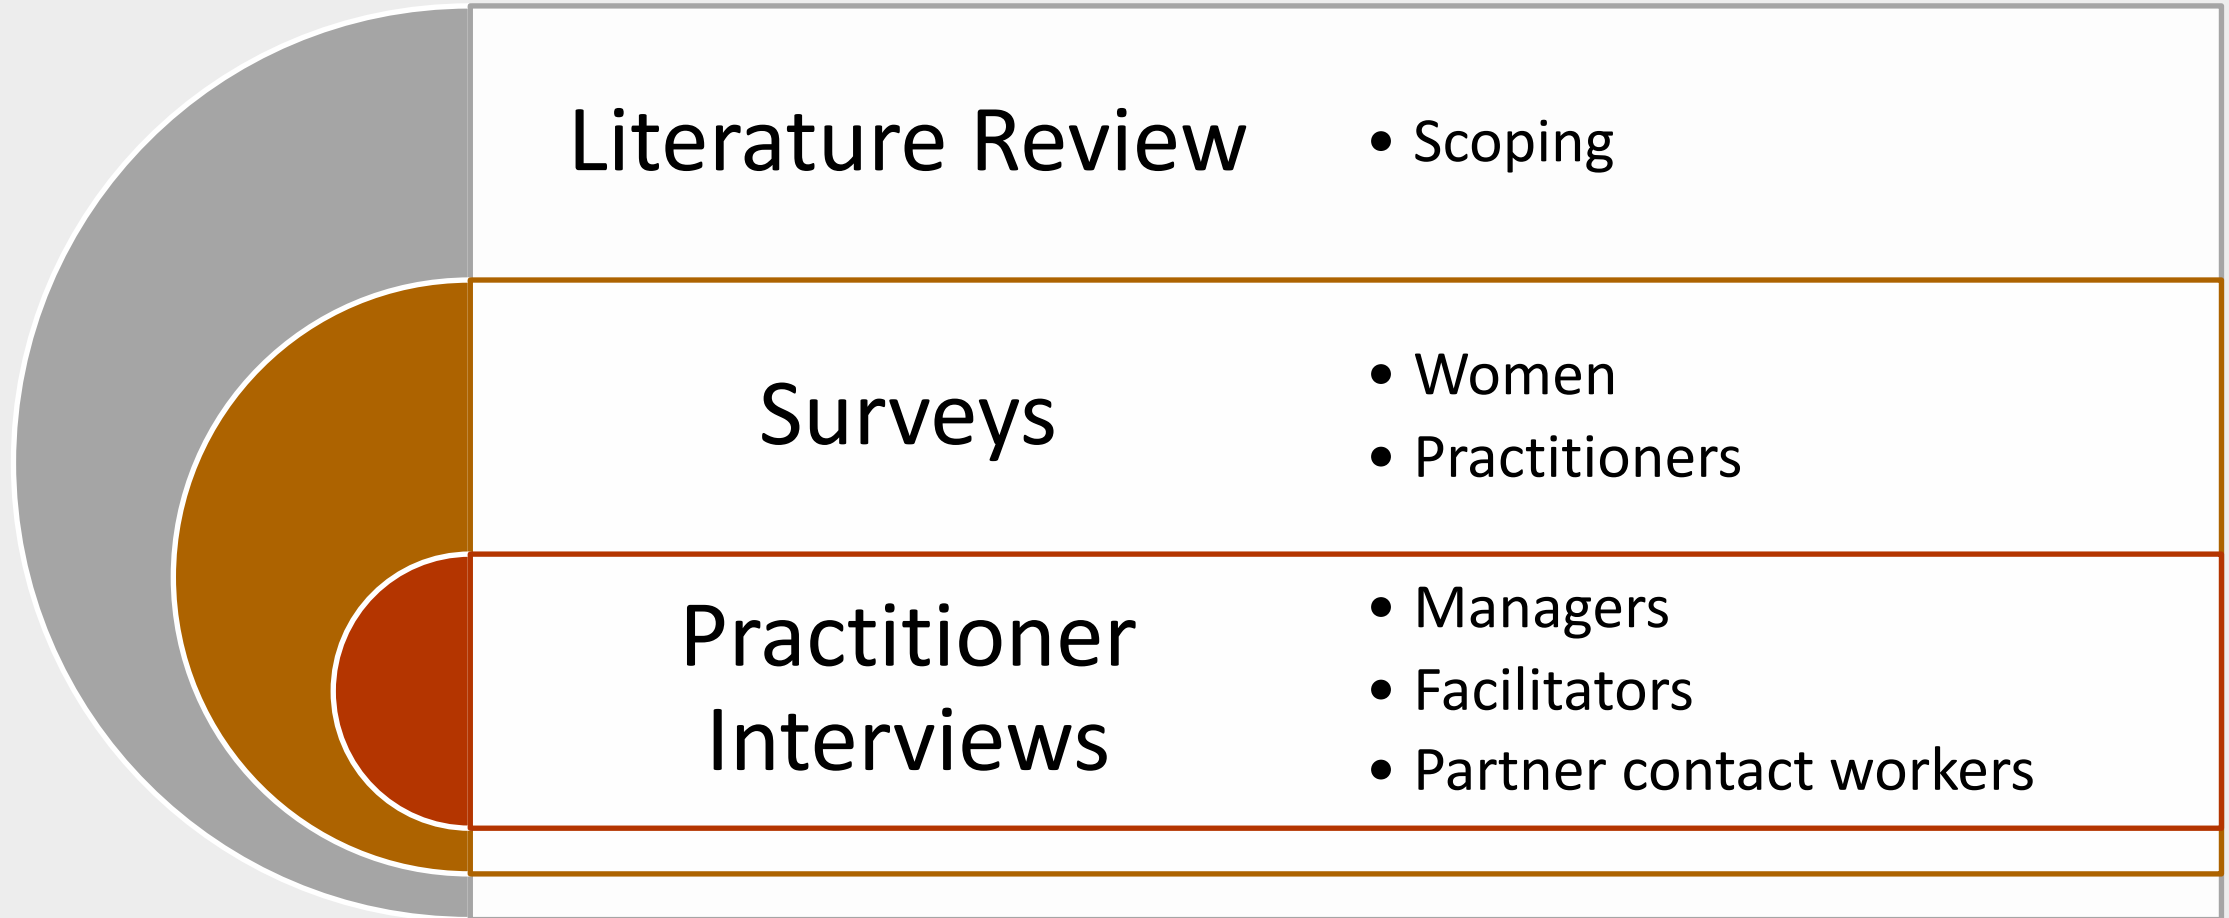 Literature Review
• Scoping
Surveys
• Women
• Practitioners
Practitioner
Interviews
• Managers
• Facilitators
• Partner contact workers